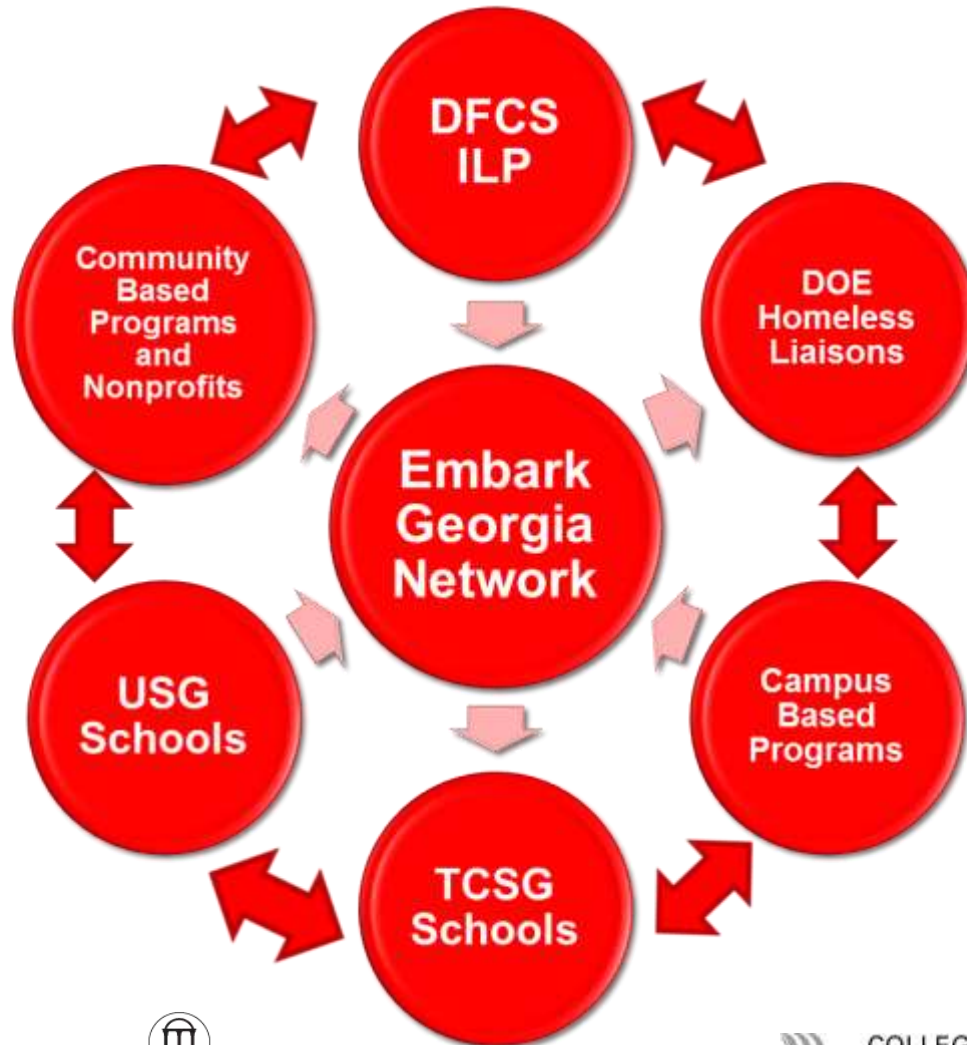 DFCS
ILP
Community
Based
Programs
and
Nonprofits
DOE
Homeless
Liaisons
Embark
Georgia
Network
USG
Schools
Campus
Based
Programs
TCSG
Schools